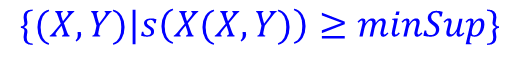 {(X,Y)|s(X(X,Y)) ≥ minSup}